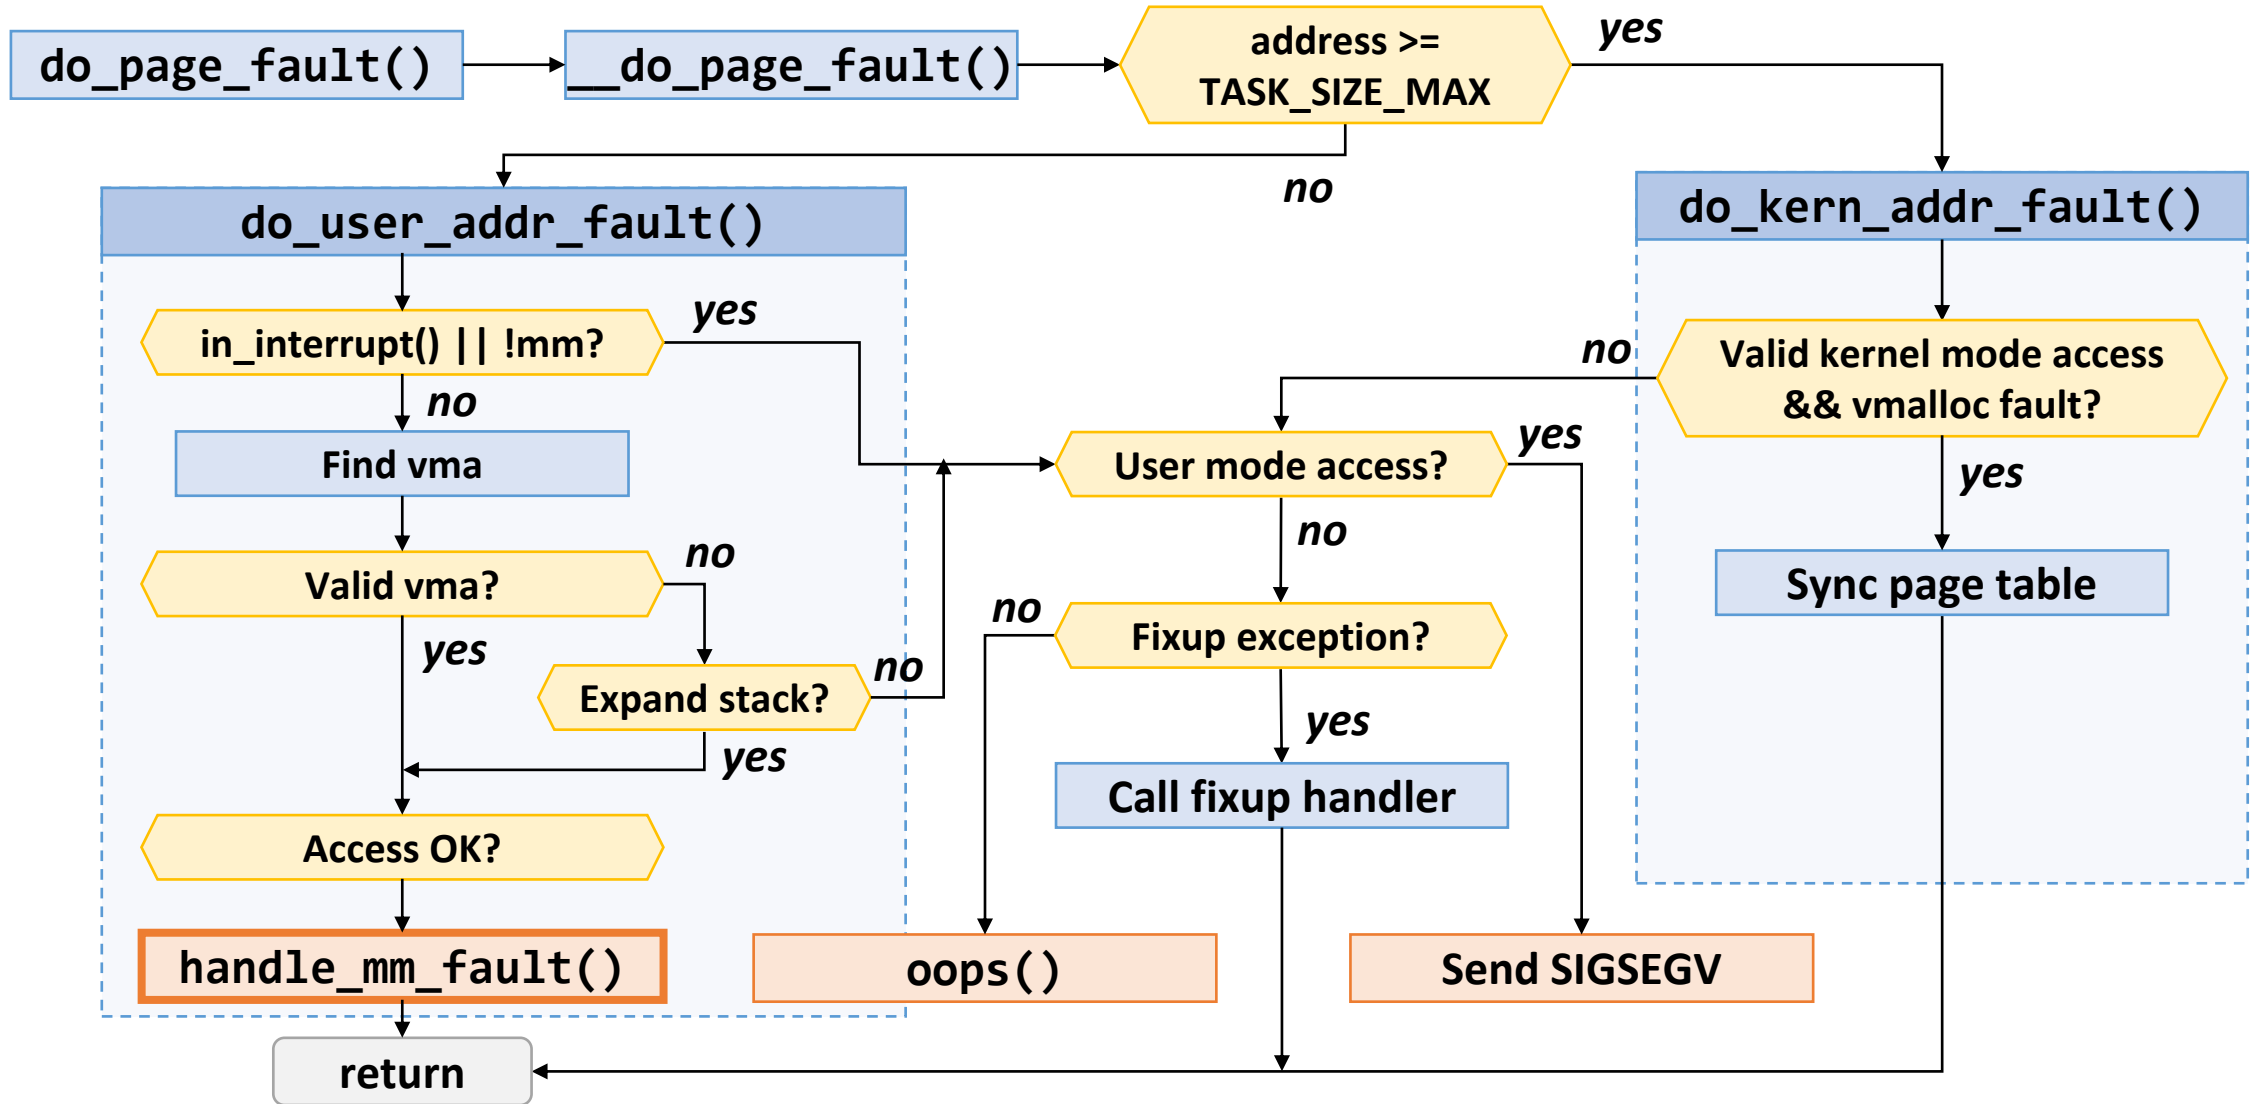 do_page_fault()
__do_page_fault()
address >=
TASK_SIZE_MAX
yes
no
do_user_addr_fault()
do_kern_addr_fault()
in_interrupt() || !mm?
yes
no
Find vma
Valid vma?
no
yes
Expand stack?
no
yes
Access OK?
handle_mm_fault()
return
Valid kernel mode access
&& vmalloc fault?
no
yes
Sync page table
User mode access?
yes
no
Fixup exception?
no
yes
Call fixup handler
oops()
Send SIGSEGV